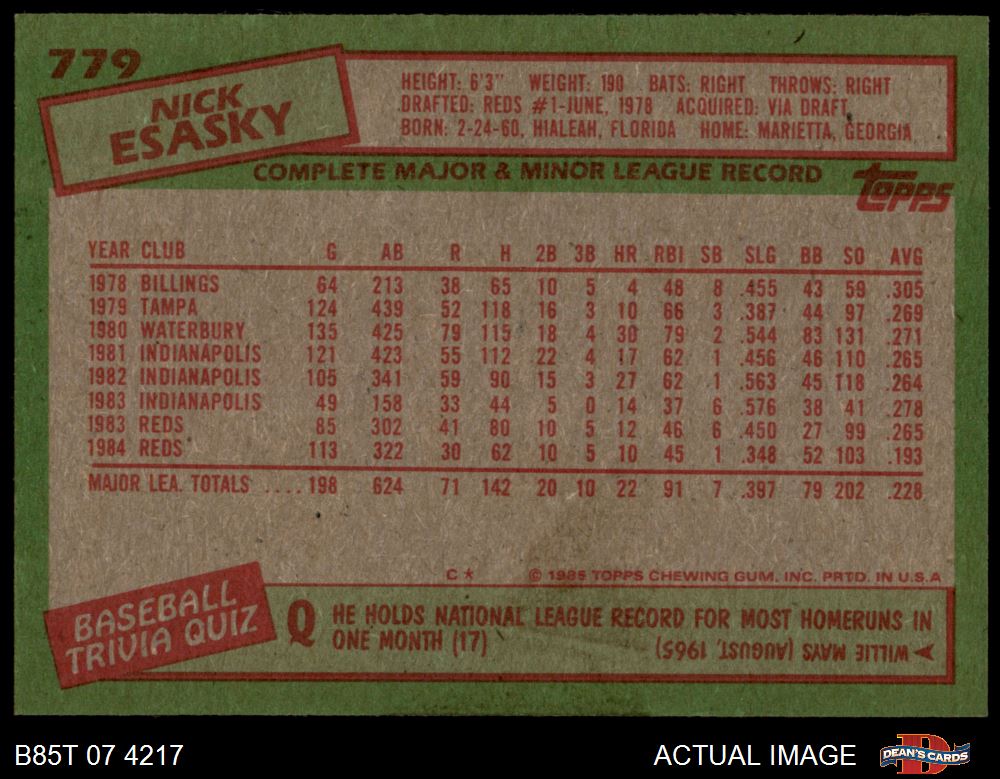 779
NICK
ESASKY
HEIGHT: 6'3" WEIGHT: 190 BATS: RIGHT THROWS: RIGHT
DRAFTED: REDS #1-JUNE, 1978 ACQUIRED: VIA DRAFT
BORN: 2-24-60, HIALEAH, FLORIDA HOME: MARIETTA, GEORGIA
COMPLETE MAJOR & MINOR LEAGUE RECORD
topps
YEAR CLUB G AB R H 2B 3B HR RBI SB SLG BB SO AVG
1978 BILLINGS 64 213 38 65 10 5 4 48 8 .455 43 59 .305
1979 TAMPA 124 439 52 118 16 3 10 66 3 .387 44 97 .269
1980 WATERBURY 135 425 79 115 18 4 30 79 2 .544 83 131 .271
1981 INDIANAPOLIS 121 423 55 112 22 4 17 62 1 .456 46 110 .265
1982 INDIANAPOLIS 105 341 59 90 15 3 27 62 1 .563 45 118 .264
1983 INDIANAPOLIS 49 158 33 44 5 0 14 37 6 .576 38 41 .278
1983 REDS 85 302 41 80 10 5 12 46 6 .450 27 99 .265
1984 REDS 113 322 30 62 10 5 10 45 1 .348 52 103 .193
MAJOR LEA. TOTALS .... 198 624 71 142 20 10 22 91 7 .397 79 202 .228
C* © 1985 TOPPS CHEWING GUM, INC. PRTD. IN U.S.A
BASEBALL
TRIVIA QUIZ
Q HE HOLDS NATIONAL LEAGUE RECORD FOR MOST HOMERUNS IN
ONE MONTH (17)
WILLIE MAYS (AUGUST, 1965)
B85T 07 4217
ACTUAL IMAGE
D
DEAN'S CARDS